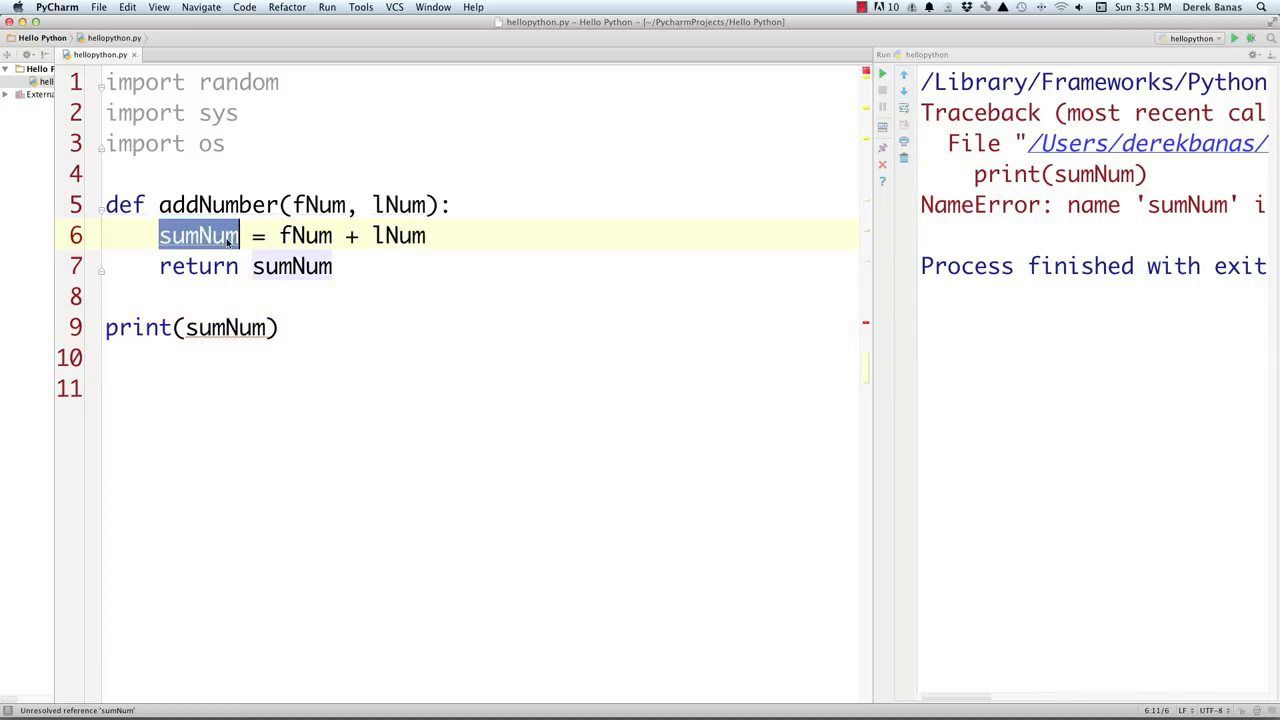 PyCharm File Edit View Navigate Code Refactor Run Tools VCS Window Help 10 Sun 3:51 PM Derek Banas
hellopython.py – Hello Python – [~/PycharmProjects/Hello Python]
Hello Python hellopython.py hellopython
hellopython.py
Run hellopython
Hello P
hell
Externa
1 import random
2 import sys
3 import os
4
5 def addNumber(fNum, lNum):
6 sumNum = fNum + lNum
7 return sumNum
8
9 print(sumNum)
10
11
/Library/Frameworks/Python
Traceback (most recent cal
File "/Users/derekbanas/
print(sumNum)
NameError: name 'sumNum' i
Process finished with exit
Unresolved reference 'sumNum' 6:11/6 LF UTF-8